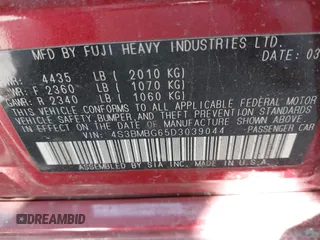 MFD BY FUJI HEAVY INDUSTRIES LTD.
DATE: 03
4435 LB ( 2010 KG)
F 2360 LB ( 1070 KG)
R 2340 LB ( 1060 KG)
THIS VEHICLE CONFORMS TO ALL APPLICABLE FEDERAL MOTOR
VEHICLE SAFETY, BUMPER, AND THEFT PREVENTION STANDARDS
IN EFFECT ON THE DATE OF MANUFACTURE SHOWN ABOVE.
VIN: 4S3BMBG65D3039044 PASSENGER CAR
ASSEMBLED BY SIA INC, MADE IN U.S.A.
DREAMBID